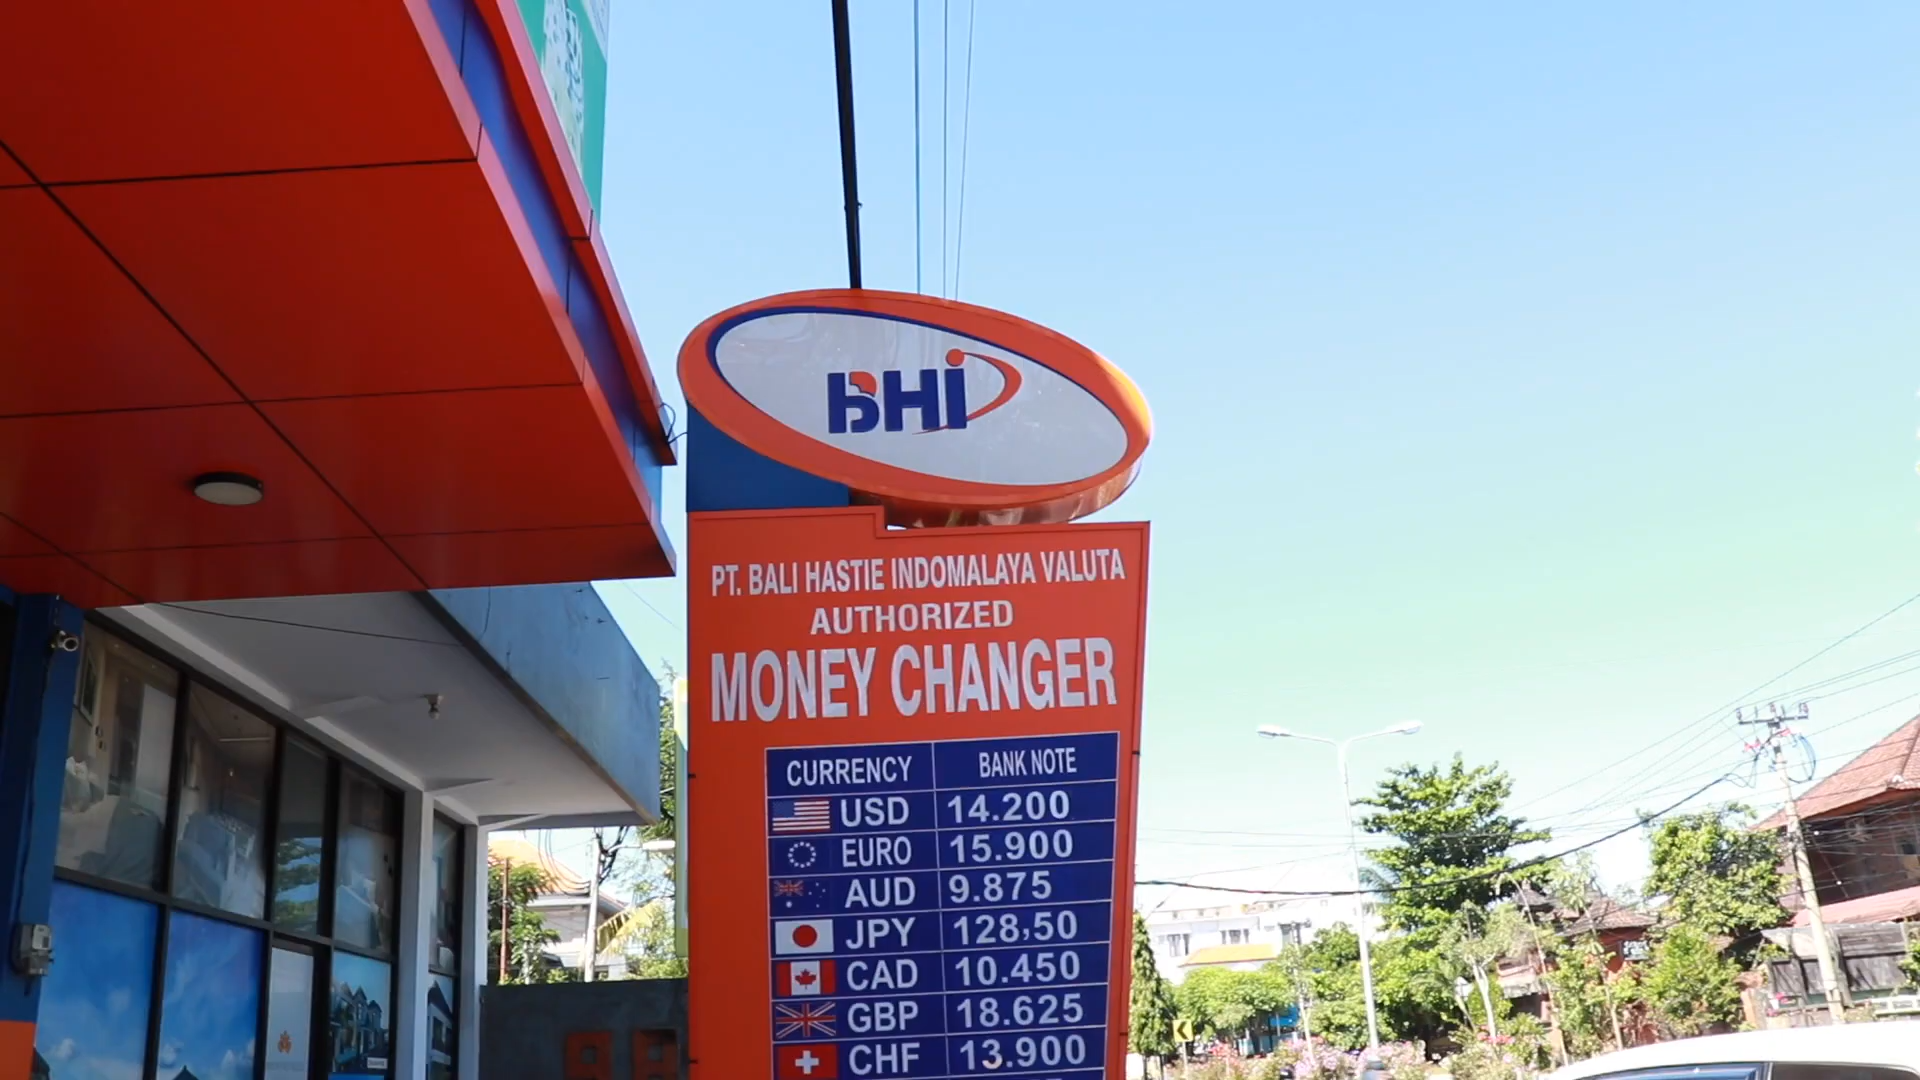 BHI
PT. BALI HASTIE INDOMALAYA VALUTA
AUTHORIZED
MONEY CHANGER
CURRENCY BANK NOTE
USD 14.200
EURO 15.900
AUD 9.875
JPY 128,50
CAD 10.450
GBP 18.625
CHF 13.900